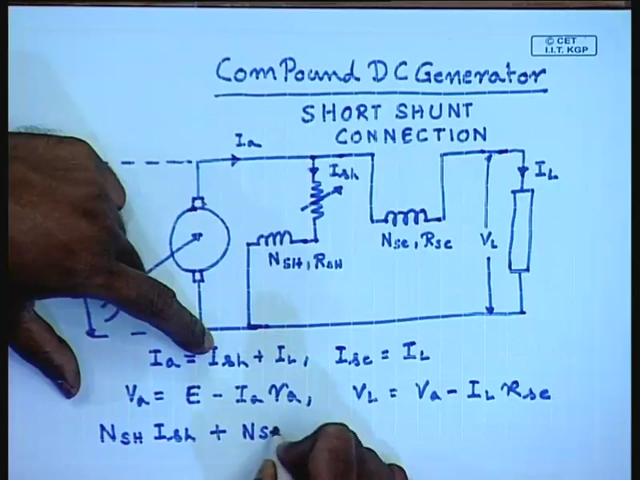 © CET
I.I.T. KGP
ComPound DC Generator
SHORT SHUNT
CONNECTION
Ia
Ish
IL
NSH, RSH
NSe, RSe
VL
Ia = Ish + IL, ISe = IL
Va = E - Ia ra, VL = Va - IL RSe
NSH Ish + NSe